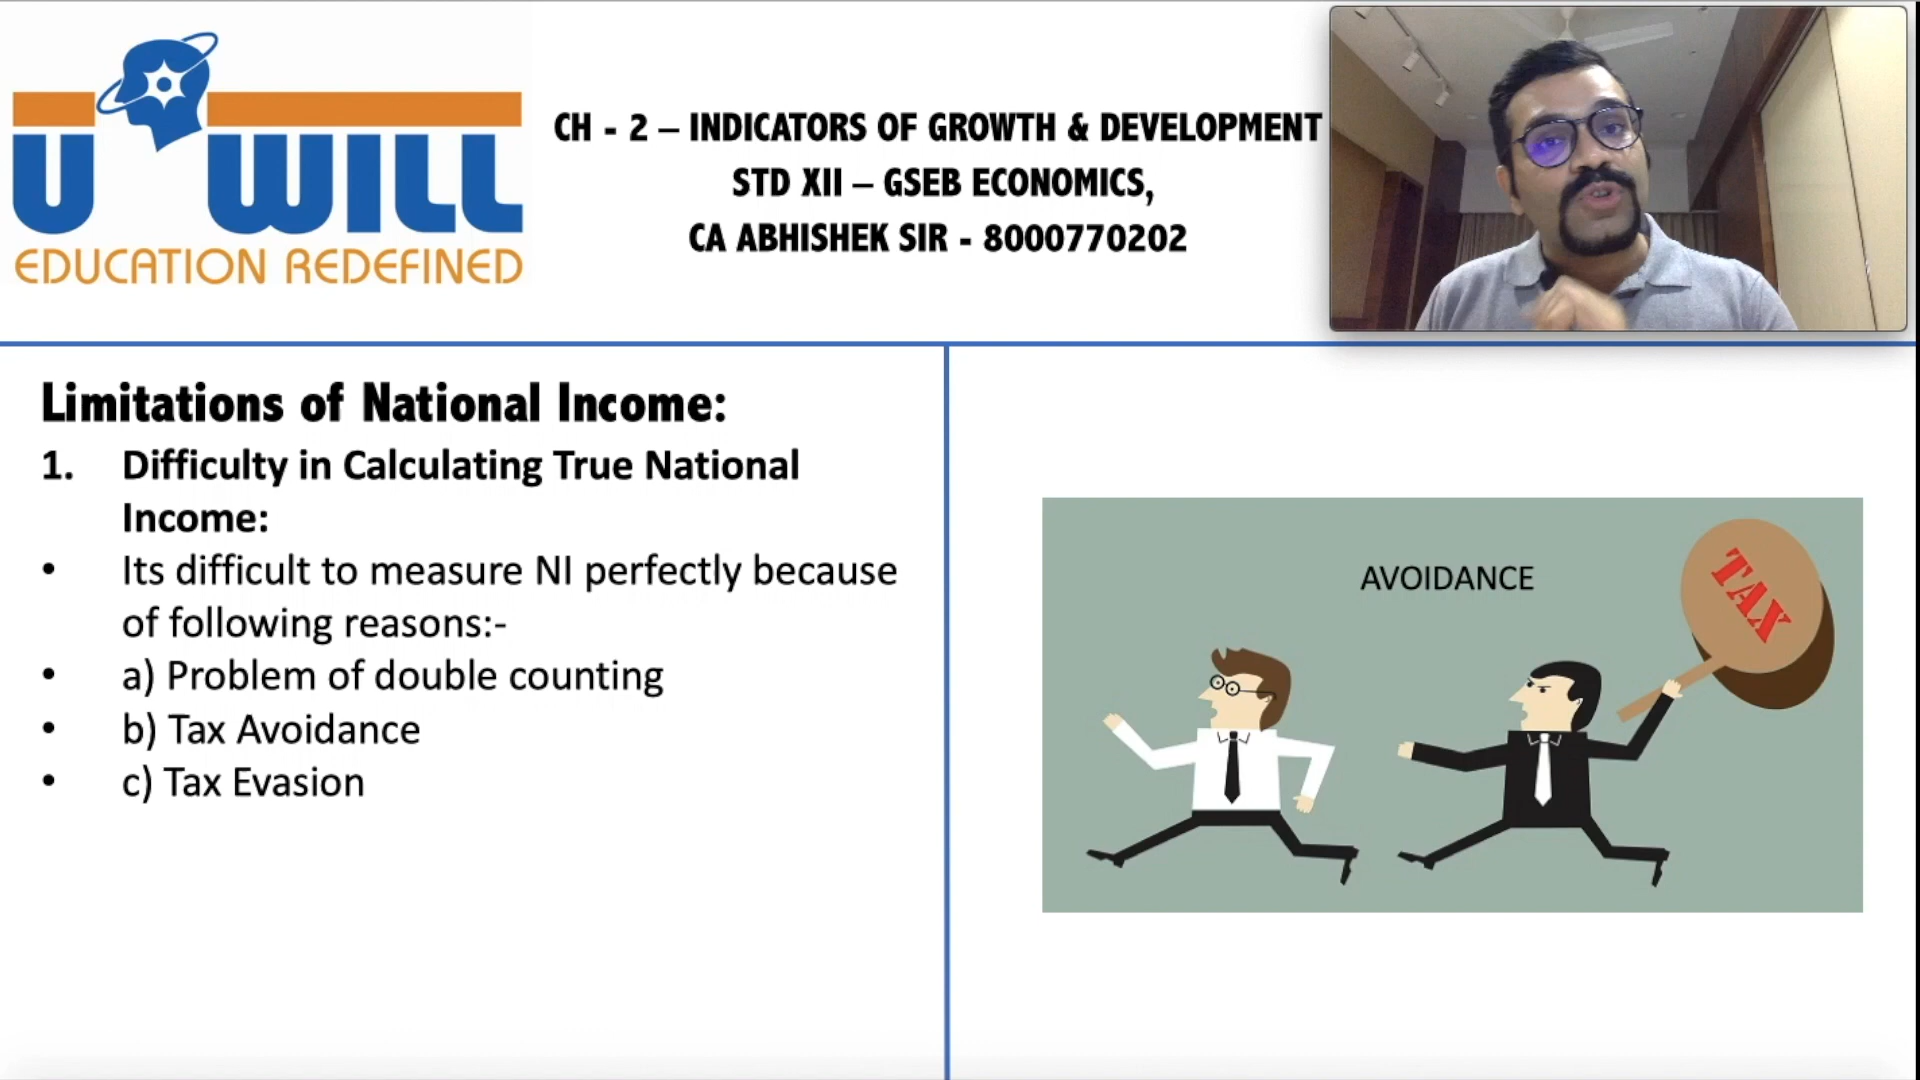 U WILL
EDUCATION REDEFINED
CH - 2 – INDICATORS OF GROWTH & DEVELOPMENT
STD XII – GSEB ECONOMICS,
CA ABHISHEK SIR - 8000770202
Limitations of National Income:
1. Difficulty in Calculating True National
Income:
• Its difficult to measure NI perfectly because
of following reasons:-
• a) Problem of double counting
• b) Tax Avoidance
• c) Tax Evasion
AVOIDANCE
TAX